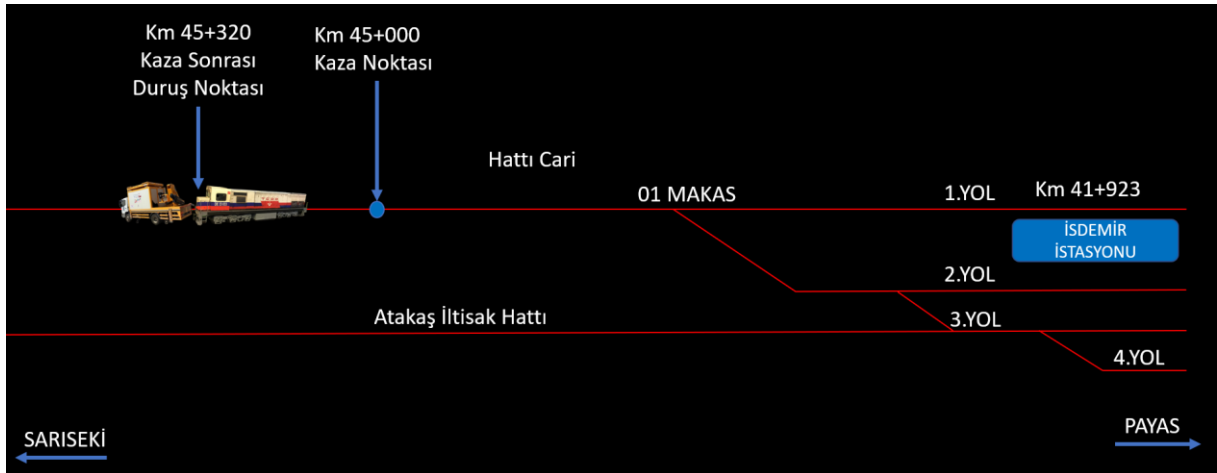 Km 45+320
Kaza Sonrası
Duruş Noktası
Km 45+000
Kaza Noktası
Hattı Cari
01 MAKAS
1.YOL
Km 41+923
İSDEMİR
İSTASYONU
2.YOL
Atakaş İltisak Hattı
3.YOL
4.YOL
SARISEKİ
PAYAS